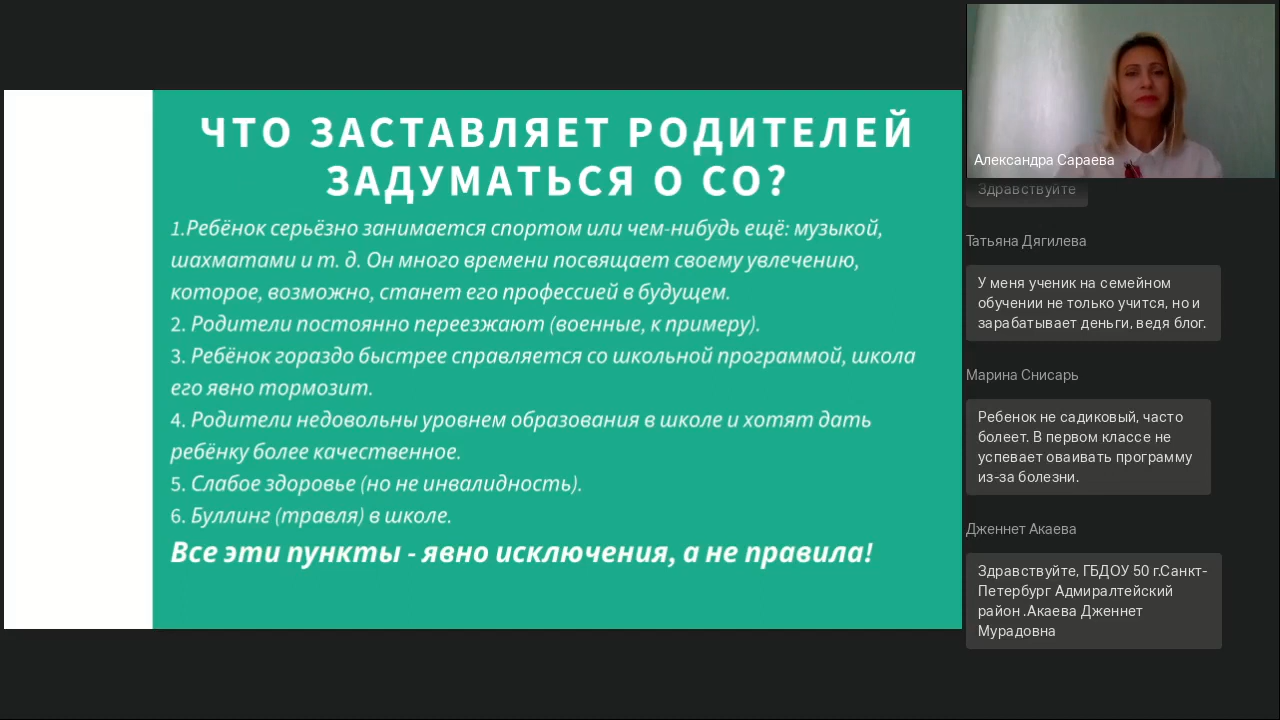 ЧТО ЗАСТАВЛЯЕТ РОДИТЕЛЕЙ
ЗАДУМАТЬСЯ О СО?
1.Ребёнок серьёзно занимается спортом или чем-нибудь ещё: музыкой,
шахматами и т. д. Он много времени посвящает своему увлечению,
которое, возможно, станет его профессией в будущем.
2. Родители постоянно переезжают (военные, к примеру).
3. Ребёнок гораздо быстрее справляется со школьной программой, школа
его явно тормозит.
4. Родители недовольны уровнем образования в школе и хотят дать
ребёнку более качественное.
5. Слабое здоровье (но не инвалидность).
6. Буллинг (травля) в школе.
Все эти пункты - явно исключения, а не правила!
Александра Сараева
Здравствуйте
Татьяна Дягилева
У меня ученик на семейном
обучении не только учится, но и
зарабатывает деньги, ведя блог.
Марина Снисарь
Ребенок не садиковый, часто
болеет. В первом классе не
успевает оваивать программу
из-за болезни.
Дженнет Акаева
Здравствуйте, ГБДОУ 50 г.Санкт-
Петербург Адмиралтейский
район .Акаева Дженнет
Мурадовна